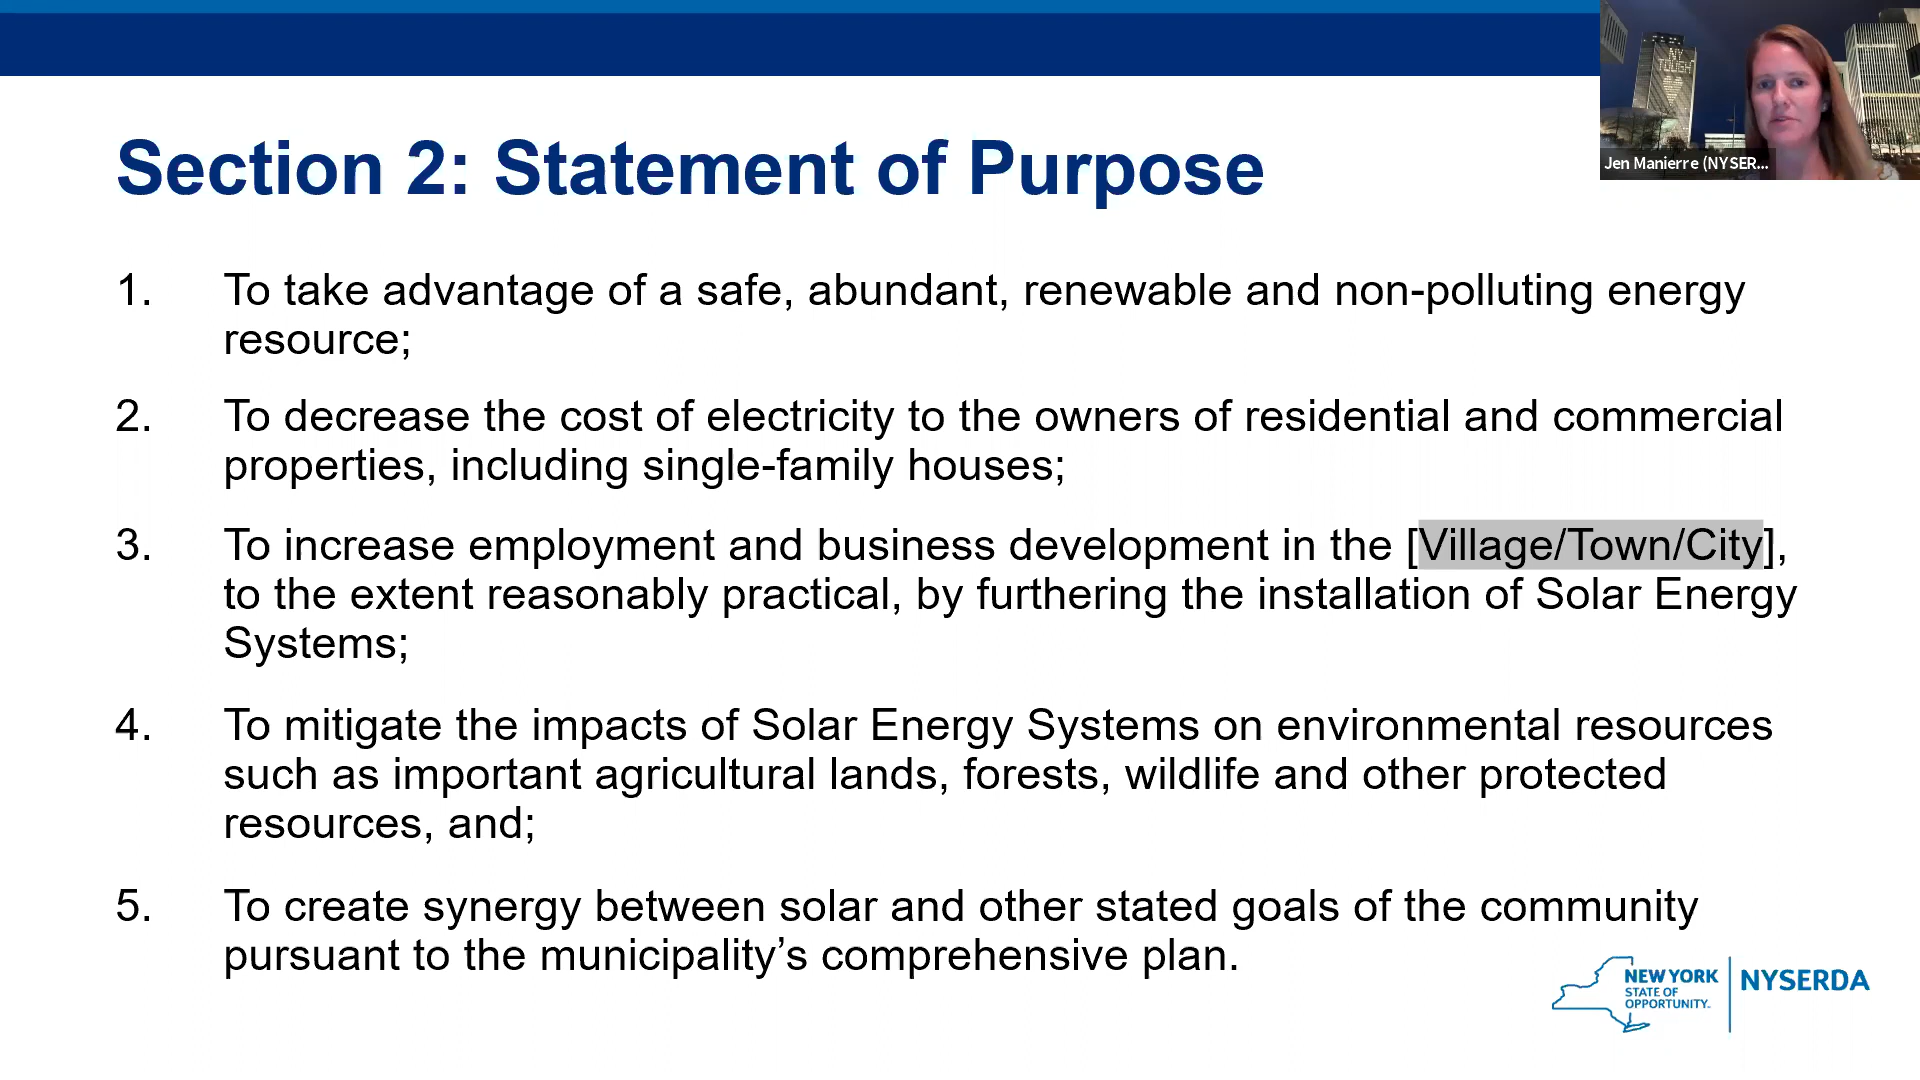 NY
TOUGH
Jen Manierre (NYSER...
Section 2: Statement of Purpose
1. To take advantage of a safe, abundant, renewable and non-polluting energy
resource;
2. To decrease the cost of electricity to the owners of residential and commercial
properties, including single-family houses;
3. To increase employment and business development in the [Village/Town/City],
to the extent reasonably practical, by furthering the installation of Solar Energy
Systems;
4. To mitigate the impacts of Solar Energy Systems on environmental resources
such as important agricultural lands, forests, wildlife and other protected
resources, and;
5. To create synergy between solar and other stated goals of the community
pursuant to the municipality’s comprehensive plan.
NEW YORK
STATE OF
OPPORTUNITY.
NYSERDA